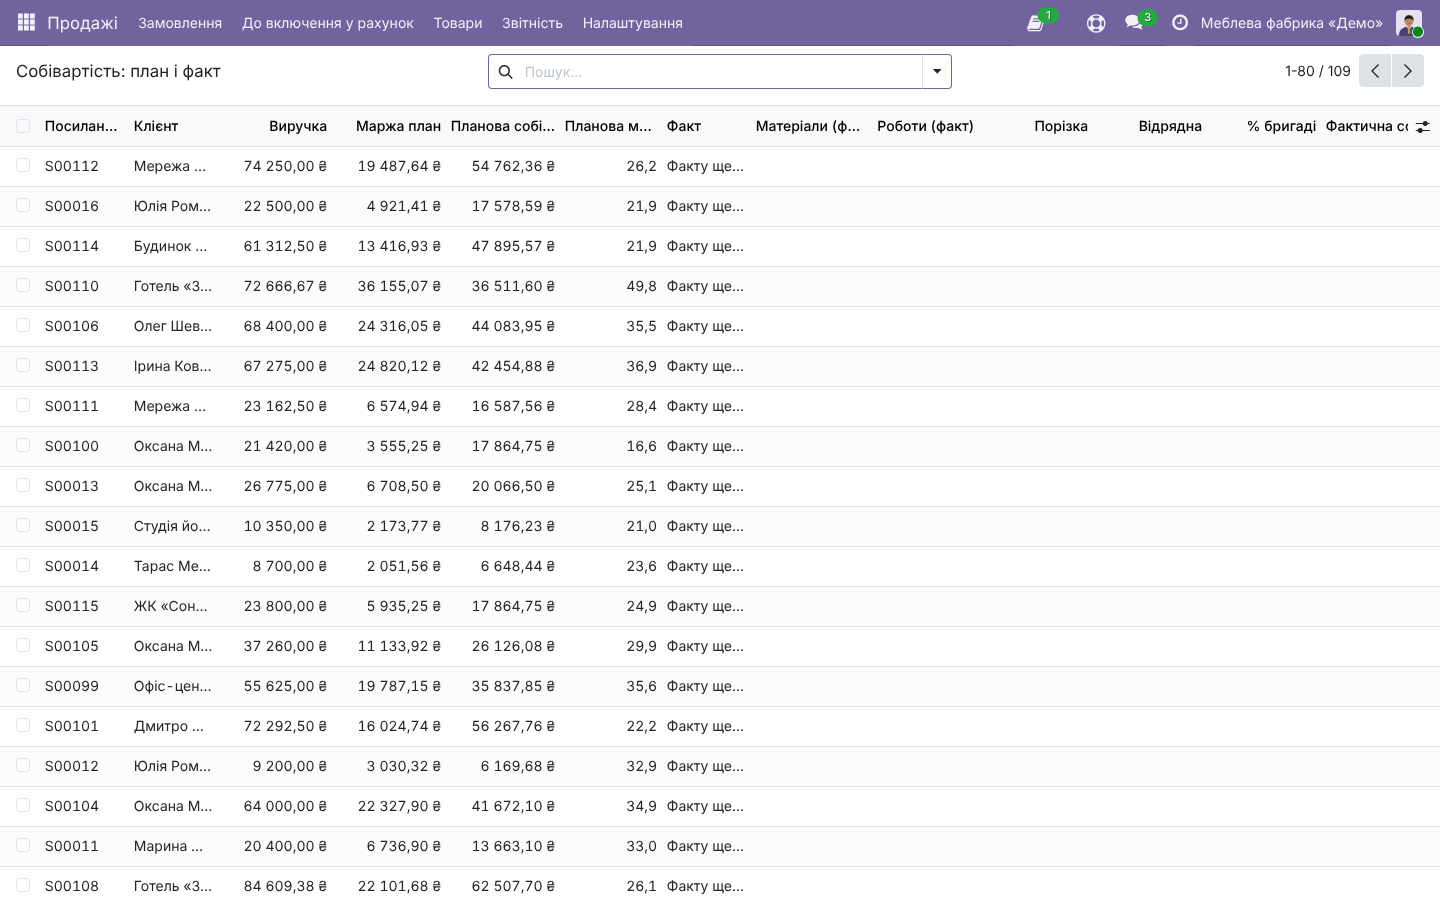 Продажі Замовлення До включення у рахунок Товари Звітність Налаштування 1 3 Меблева фабрика «Демо»
Собівартість: план і факт Пошук... 1-80 / 109
Посилан... Клієнт Виручка Маржа план Планова собі... Планова м... Факт Матеріали (ф... Роботи (факт) Порізка Відрядна % бригаді Фактична со
S00112 Мережа ... 74 250,00 ₴ 19 487,64 ₴ 54 762,36 ₴ 26,2 Факту ще...
S00016 Юлія Ром... 22 500,00 ₴ 4 921,41 ₴ 17 578,59 ₴ 21,9 Факту ще...
S00114 Будинок ... 61 312,50 ₴ 13 416,93 ₴ 47 895,57 ₴ 21,9 Факту ще...
S00110 Готель «З... 72 666,67 ₴ 36 155,07 ₴ 36 511,60 ₴ 49,8 Факту ще...
S00106 Олег Шев... 68 400,00 ₴ 24 316,05 ₴ 44 083,95 ₴ 35,5 Факту ще...
S00113 Ірина Ков... 67 275,00 ₴ 24 820,12 ₴ 42 454,88 ₴ 36,9 Факту ще...
S00111 Мережа ... 23 162,50 ₴ 6 574,94 ₴ 16 587,56 ₴ 28,4 Факту ще...
S00100 Оксана М... 21 420,00 ₴ 3 555,25 ₴ 17 864,75 ₴ 16,6 Факту ще...
S00013 Оксана М... 26 775,00 ₴ 6 708,50 ₴ 20 066,50 ₴ 25,1 Факту ще...
S00015 Студія йо... 10 350,00 ₴ 2 173,77 ₴ 8 176,23 ₴ 21,0 Факту ще...
S00014 Тарас Ме... 8 700,00 ₴ 2 051,56 ₴ 6 648,44 ₴ 23,6 Факту ще...
S00115 ЖК «Сон... 23 800,00 ₴ 5 935,25 ₴ 17 864,75 ₴ 24,9 Факту ще...
S00105 Оксана М... 37 260,00 ₴ 11 133,92 ₴ 26 126,08 ₴ 29,9 Факту ще...
S00099 Офіс-цен... 55 625,00 ₴ 19 787,15 ₴ 35 837,85 ₴ 35,6 Факту ще...
S00101 Дмитро ... 72 292,50 ₴ 16 024,74 ₴ 56 267,76 ₴ 22,2 Факту ще...
S00012 Юлія Ром... 9 200,00 ₴ 3 030,32 ₴ 6 169,68 ₴ 32,9 Факту ще...
S00104 Оксана М... 64 000,00 ₴ 22 327,90 ₴ 41 672,10 ₴ 34,9 Факту ще...
S00011 Марина ... 20 400,00 ₴ 6 736,90 ₴ 13 663,10 ₴ 33,0 Факту ще...
S00108 Готель «З... 84 609,38 ₴ 22 101,68 ₴ 62 507,70 ₴ 26,1 Факту ще...